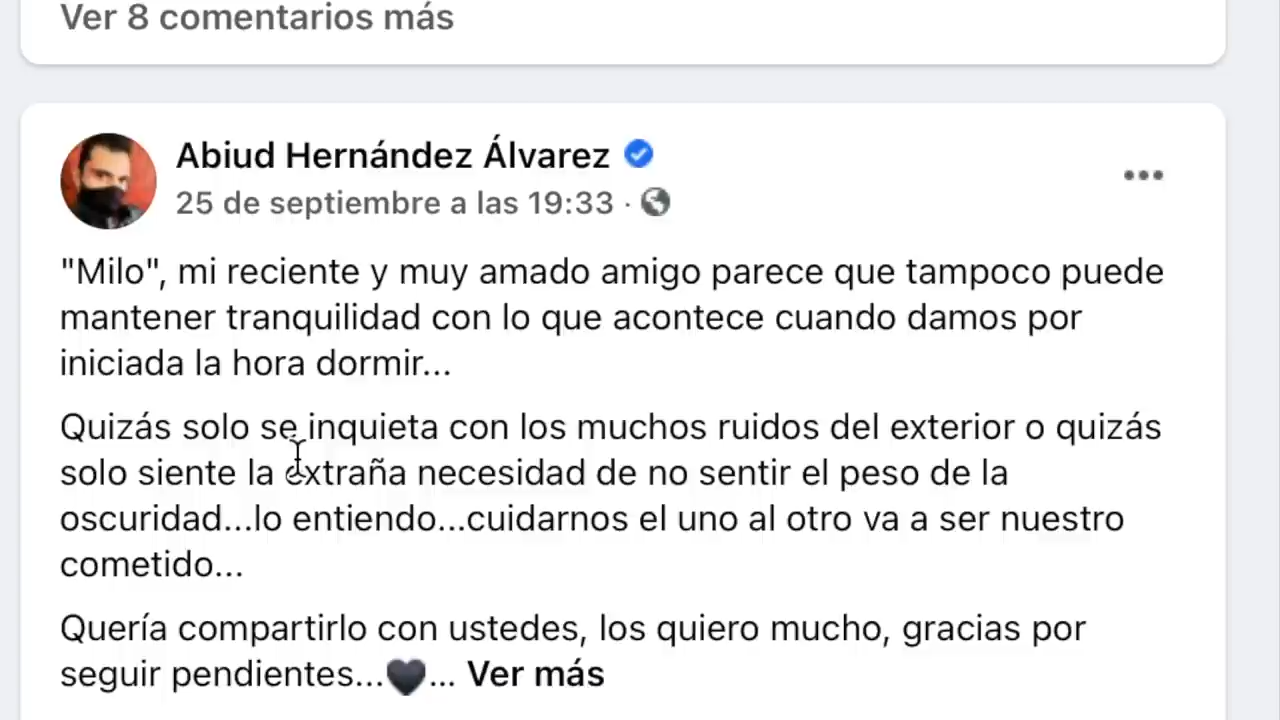 Ver 8 comentarios más
Abiud Hernández Álvarez
25 de septiembre a las 19:33 ·
"Milo", mi reciente y muy amado amigo parece que tampoco puede
mantener tranquilidad con lo que acontece cuando damos por
iniciada la hora dormir...
Quizás solo se inquieta con los muchos ruidos del exterior o quizás
solo siente la extraña necesidad de no sentir el peso de la
oscuridad...lo entiendo...cuidarnos el uno al otro va a ser nuestro
cometido...
Quería compartirlo con ustedes, los quiero mucho, gracias por
seguir pendientes...🖤... Ver más